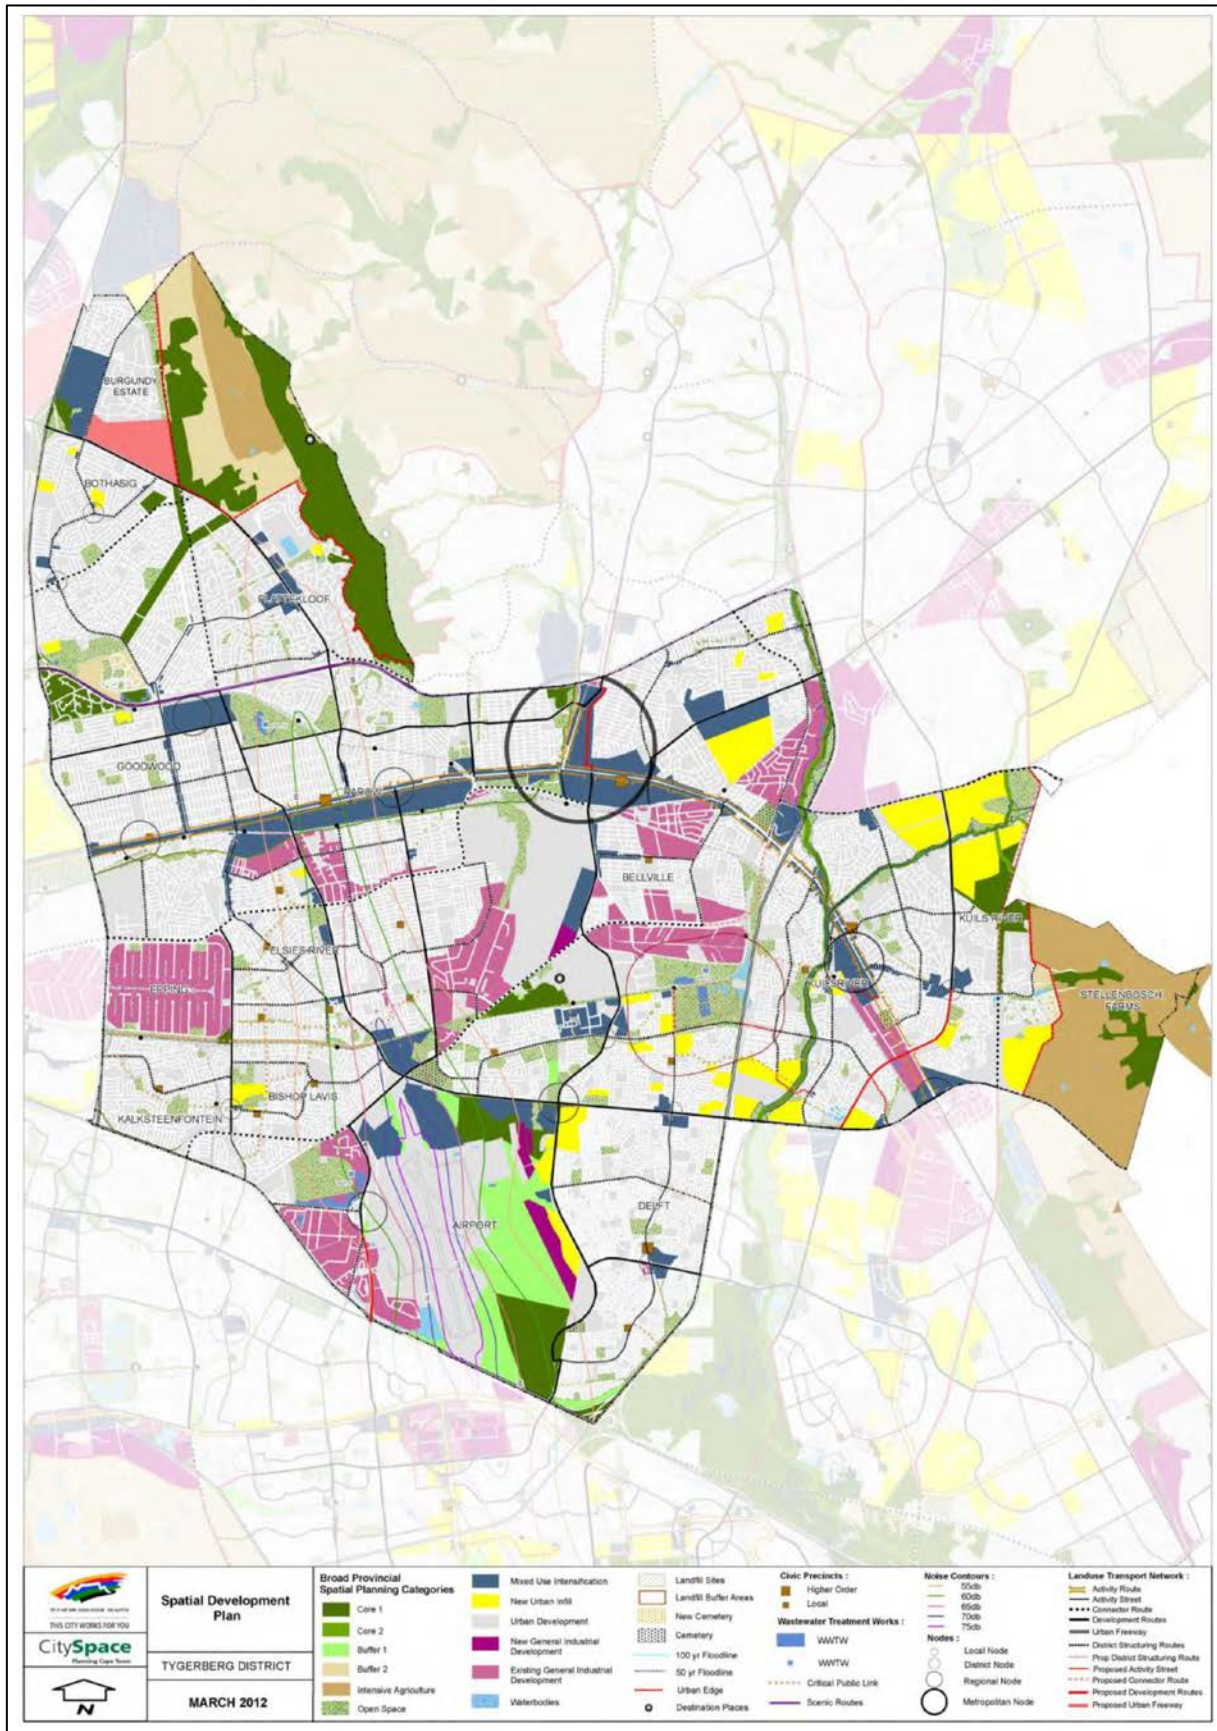 BURGUNDY
ESTATE
BOTHASIG
PLATTEKLOOF
GOODWOOD
PAROW
BELLVILLE
KUILS RIVER
ELSIES RIVER
EPPING
KUILSRIVER
STELLENBOSCH
FARMS
BISHOP LAVIS
KALKSTEENFONTEIN
DELFT
AIRPORT
THIS CITY WORKS FOR YOU
CitySpace
Planning Cape Town
N
Spatial Development
Plan
TYGERBERG DISTRICT
MARCH 2012
Broad Provincial
Spatial Planning Categories
Core 1
Core 2
Buffer 1
Buffer 2
Intensive Agriculture
Open Space
Mixed Use Intensification
New Urban Infill
Urban Development
New General Industrial
Development
Existing General Industrial
Development
Waterbodies
Landfill Sites
Landfill Buffer Areas
New Cemetery
Cemetery
100 yr Floodline
50 yr Floodline
Urban Edge
Destination Places
Civic Precincts :
Higher Order
Local
Wastewater Treatment Works :
WWTW
WWTW
Critical Public Link
Scenic Routes
Noise Contours :
55db
60db
65db
70db
75db
Nodes :
Local Node
District Node
Regional Node
Metropolitan Node
Landuse Transport Network :
Activity Route
Activity Street
Connector Route
Development Routes
Urban Freeway
District Structuring Routes
Prop District Structuring Route
Proposed Activity Street
Proposed Connector Route
Proposed Development Routes
Proposed Urban Freeway